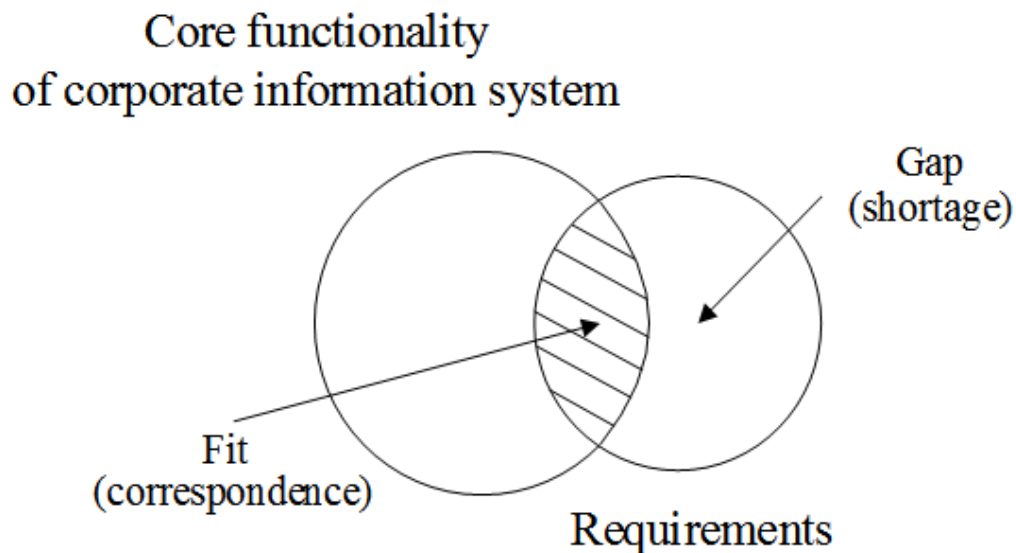 Core functionality
of corporate information system
Gap
(shortage)
Fit
(correspondence)
Requirements